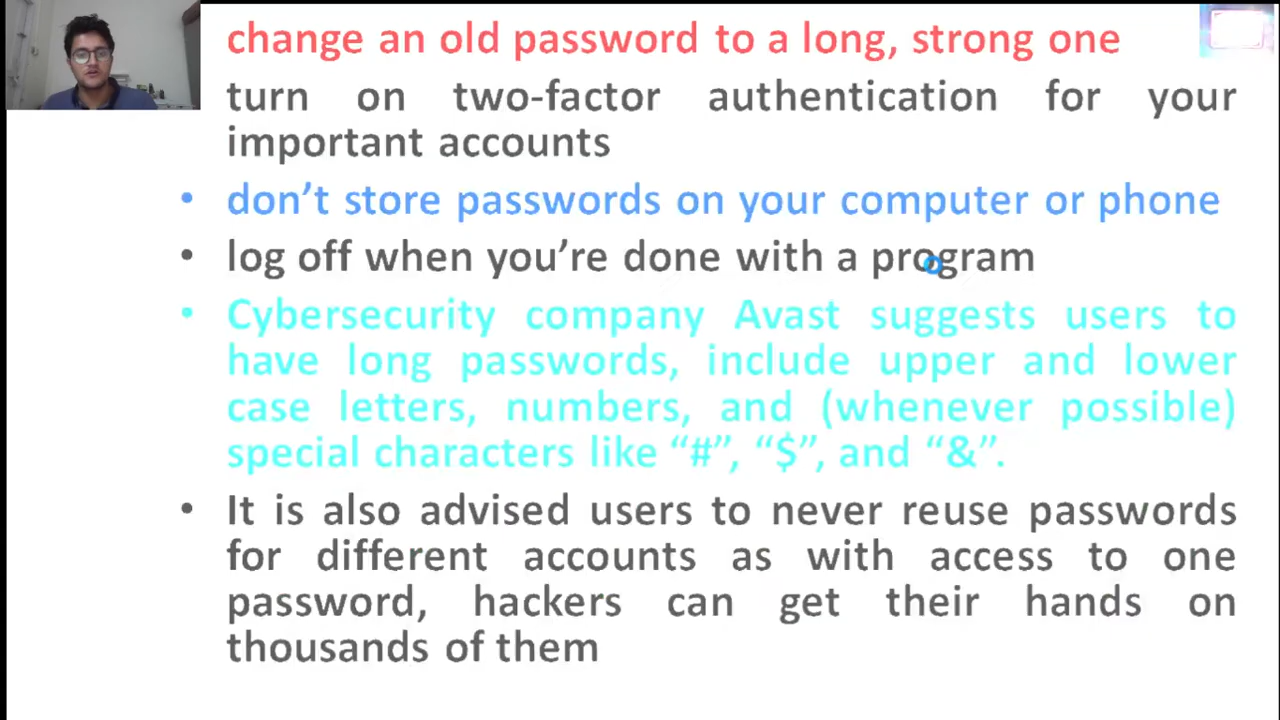 change an old password to a long, strong one
turn on two-factor authentication for your
important accounts
• don’t store passwords on your computer or phone
• log off when you’re done with a program
• Cybersecurity company Avast suggests users to
have long passwords, include upper and lower
case letters, numbers, and (whenever possible)
special characters like “#”, “$”, and “&”.
• It is also advised users to never reuse passwords
for different accounts as with access to one
password, hackers can get their hands on
thousands of them